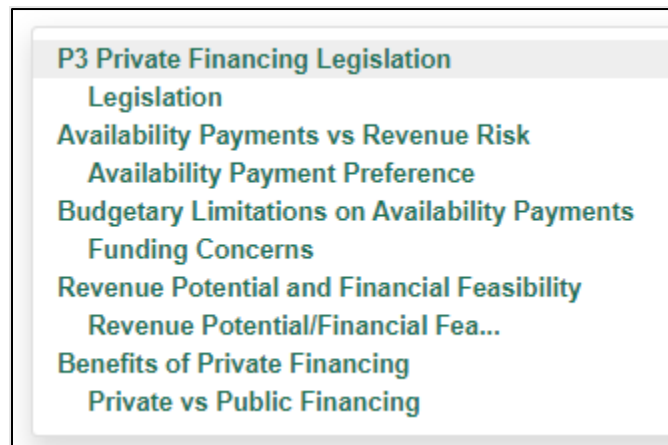 P3 Private Financing Legislation
Legislation
Availability Payments vs Revenue Risk
Availability Payment Preference
Budgetary Limitations on Availability Payments
Funding Concerns
Revenue Potential and Financial Feasibility
Revenue Potential/Financial Fea...
Benefits of Private Financing
Private vs Public Financing